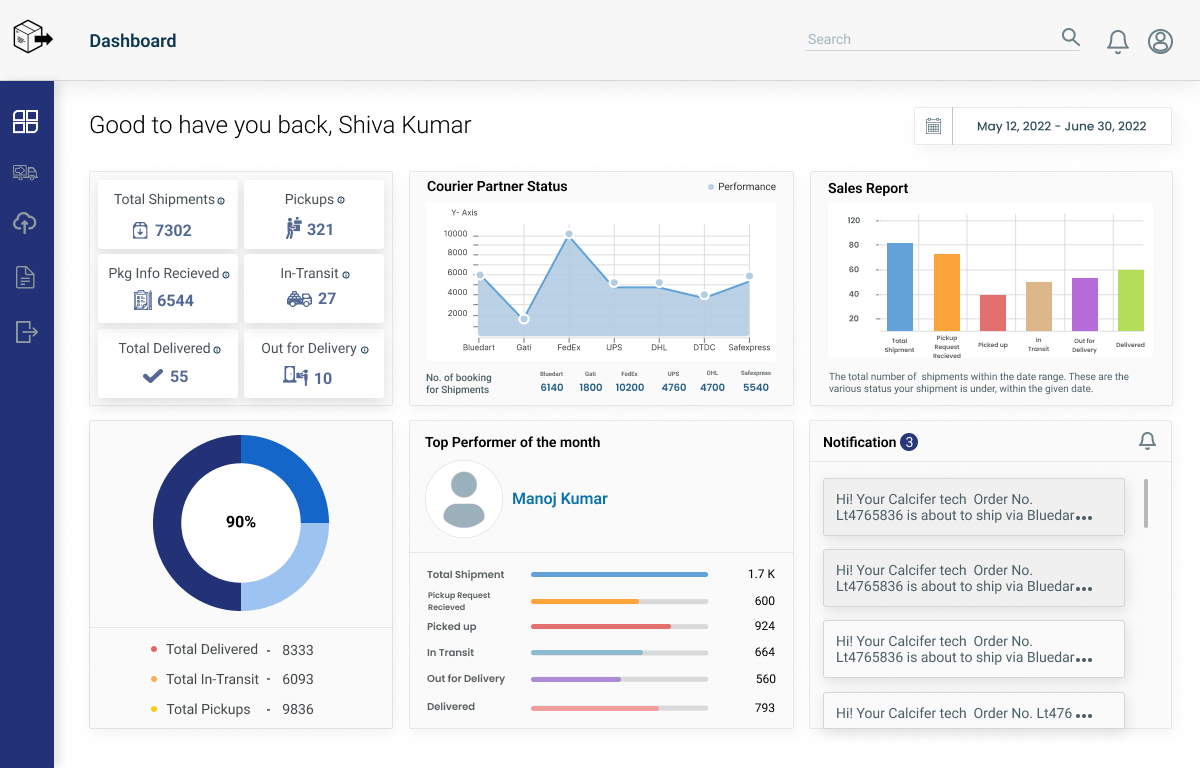 Dashboard
Search
Good to have you back, Shiva Kumar
May 12, 2022 - June 30, 2022
Total Shipments
7302
Pickups
321
Pkg Info Recieved
6544
In-Transit
27
Total Delivered
55
Out for Delivery
10
Courier Partner Status
Performance
Y- Axis
10000
8000
6000
4000
2000
Bluedart Gati FedEx UPS DHL DTDC Safexpress
No. of booking
for Shipments
Bluedart Gati FedEx UPS DHL Safexpress
6140 1800 10200 4760 4700 5540
Sales Report
120
80
60
40
20
Total
Shipment
Pickup
Request
Recieved
Picked up
In
Transit
Out for
Delivery
Delivered
The total number of shipments within the date range. These are the
various status your shipment is under, within the given date.
90%
Total Delivered - 8333
Total In-Transit - 6093
Total Pickups - 9836
Top Performer of the month
Manoj Kumar
Total Shipment 1.7 K
Pickup Request
Recieved
600
Picked up 924
In Transit 664
Out for Delivery 560
Delivered 793
Notification 3
Hi! Your Calcifer tech Order No.
Lt4765836 is about to ship via Bluedar...
Hi! Your Calcifer tech Order No.
Lt4765836 is about to ship via Bluedar...
Hi! Your Calcifer tech Order No.
Lt4765836 is about to ship via Bluedar...
Hi! Your Calcifer tech Order No. Lt476 ...